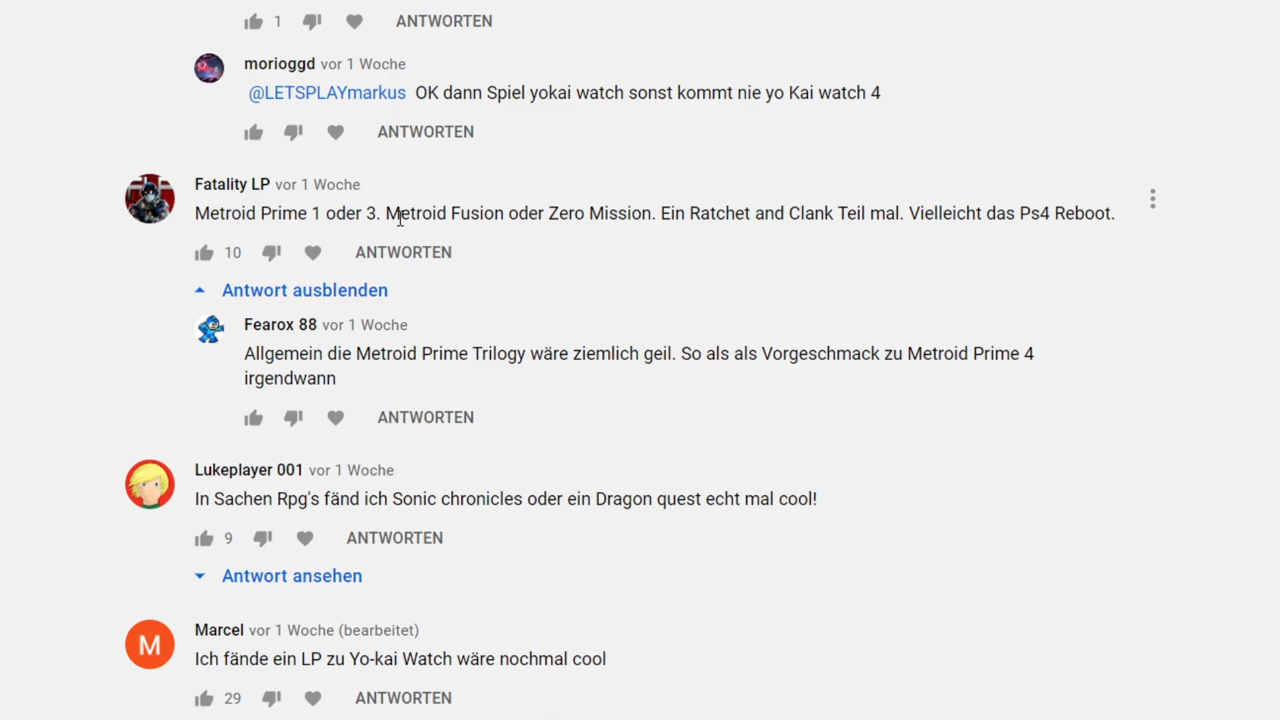 1 ANTWORTEN
morioggd vor 1 Woche
@LETSPLAYmarkus OK dann Spiel yokai watch sonst kommt nie yo Kai watch 4
ANTWORTEN
Fatality LP vor 1 Woche
Metroid Prime 1 oder 3. Metroid Fusion oder Zero Mission. Ein Ratchet and Clank Teil mal. Vielleicht das Ps4 Reboot.
10 ANTWORTEN
Antwort ausblenden
Fearox 88 vor 1 Woche
Allgemein die Metroid Prime Trilogy wäre ziemlich geil. So als als Vorgeschmack zu Metroid Prime 4
irgendwann
ANTWORTEN
Lukeplayer 001 vor 1 Woche
In Sachen Rpg's fänd ich Sonic chronicles oder ein Dragon quest echt mal cool!
9 ANTWORTEN
Antwort ansehen
Marcel vor 1 Woche (bearbeitet)
M
Ich fände ein LP zu Yo-kai Watch wäre nochmal cool
29 ANTWORTEN